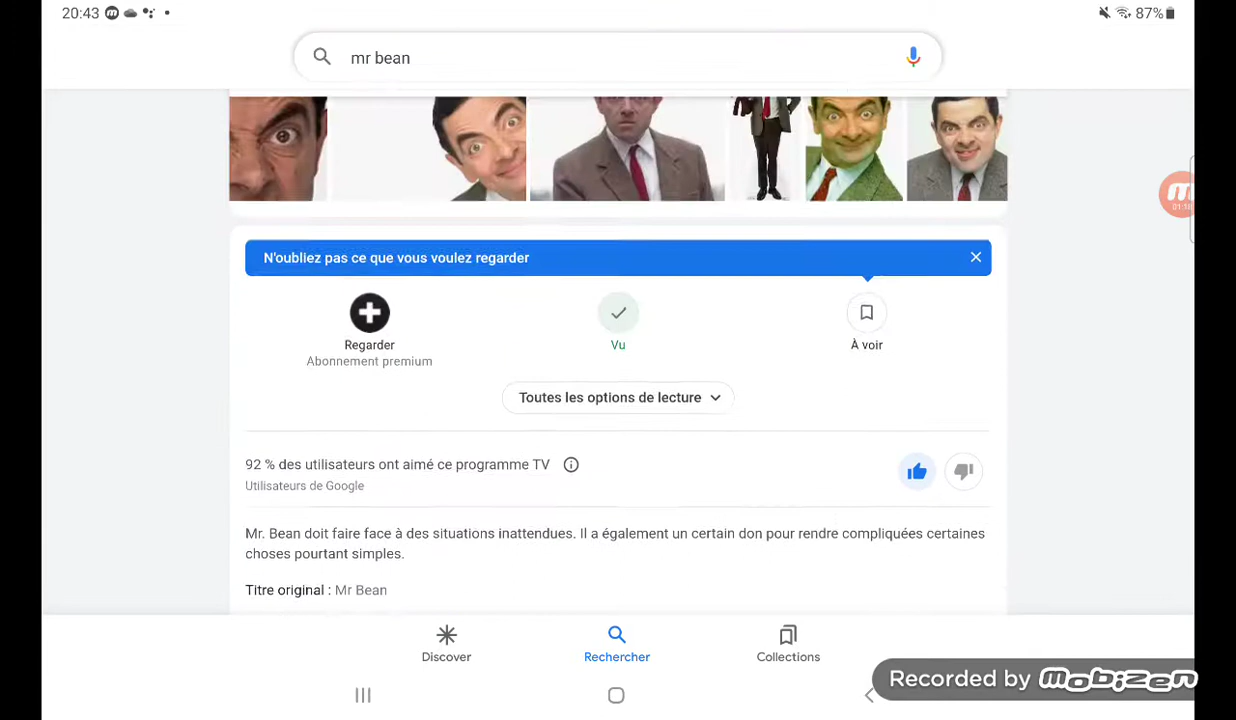 20:43
87%
mr bean
01:18
N'oubliez pas ce que vous voulez regarder
Regarder
Abonnement premium
Vu
À voir
Toutes les options de lecture
92 % des utilisateurs ont aimé ce programme TV
Utilisateurs de Google
Mr. Bean doit faire face à des situations inattendues. Il a également un certain don pour rendre compliquées certaines
choses pourtant simples.
Titre original : Mr Bean
Discover
Rechercher
Collections
Recorded by mobizen